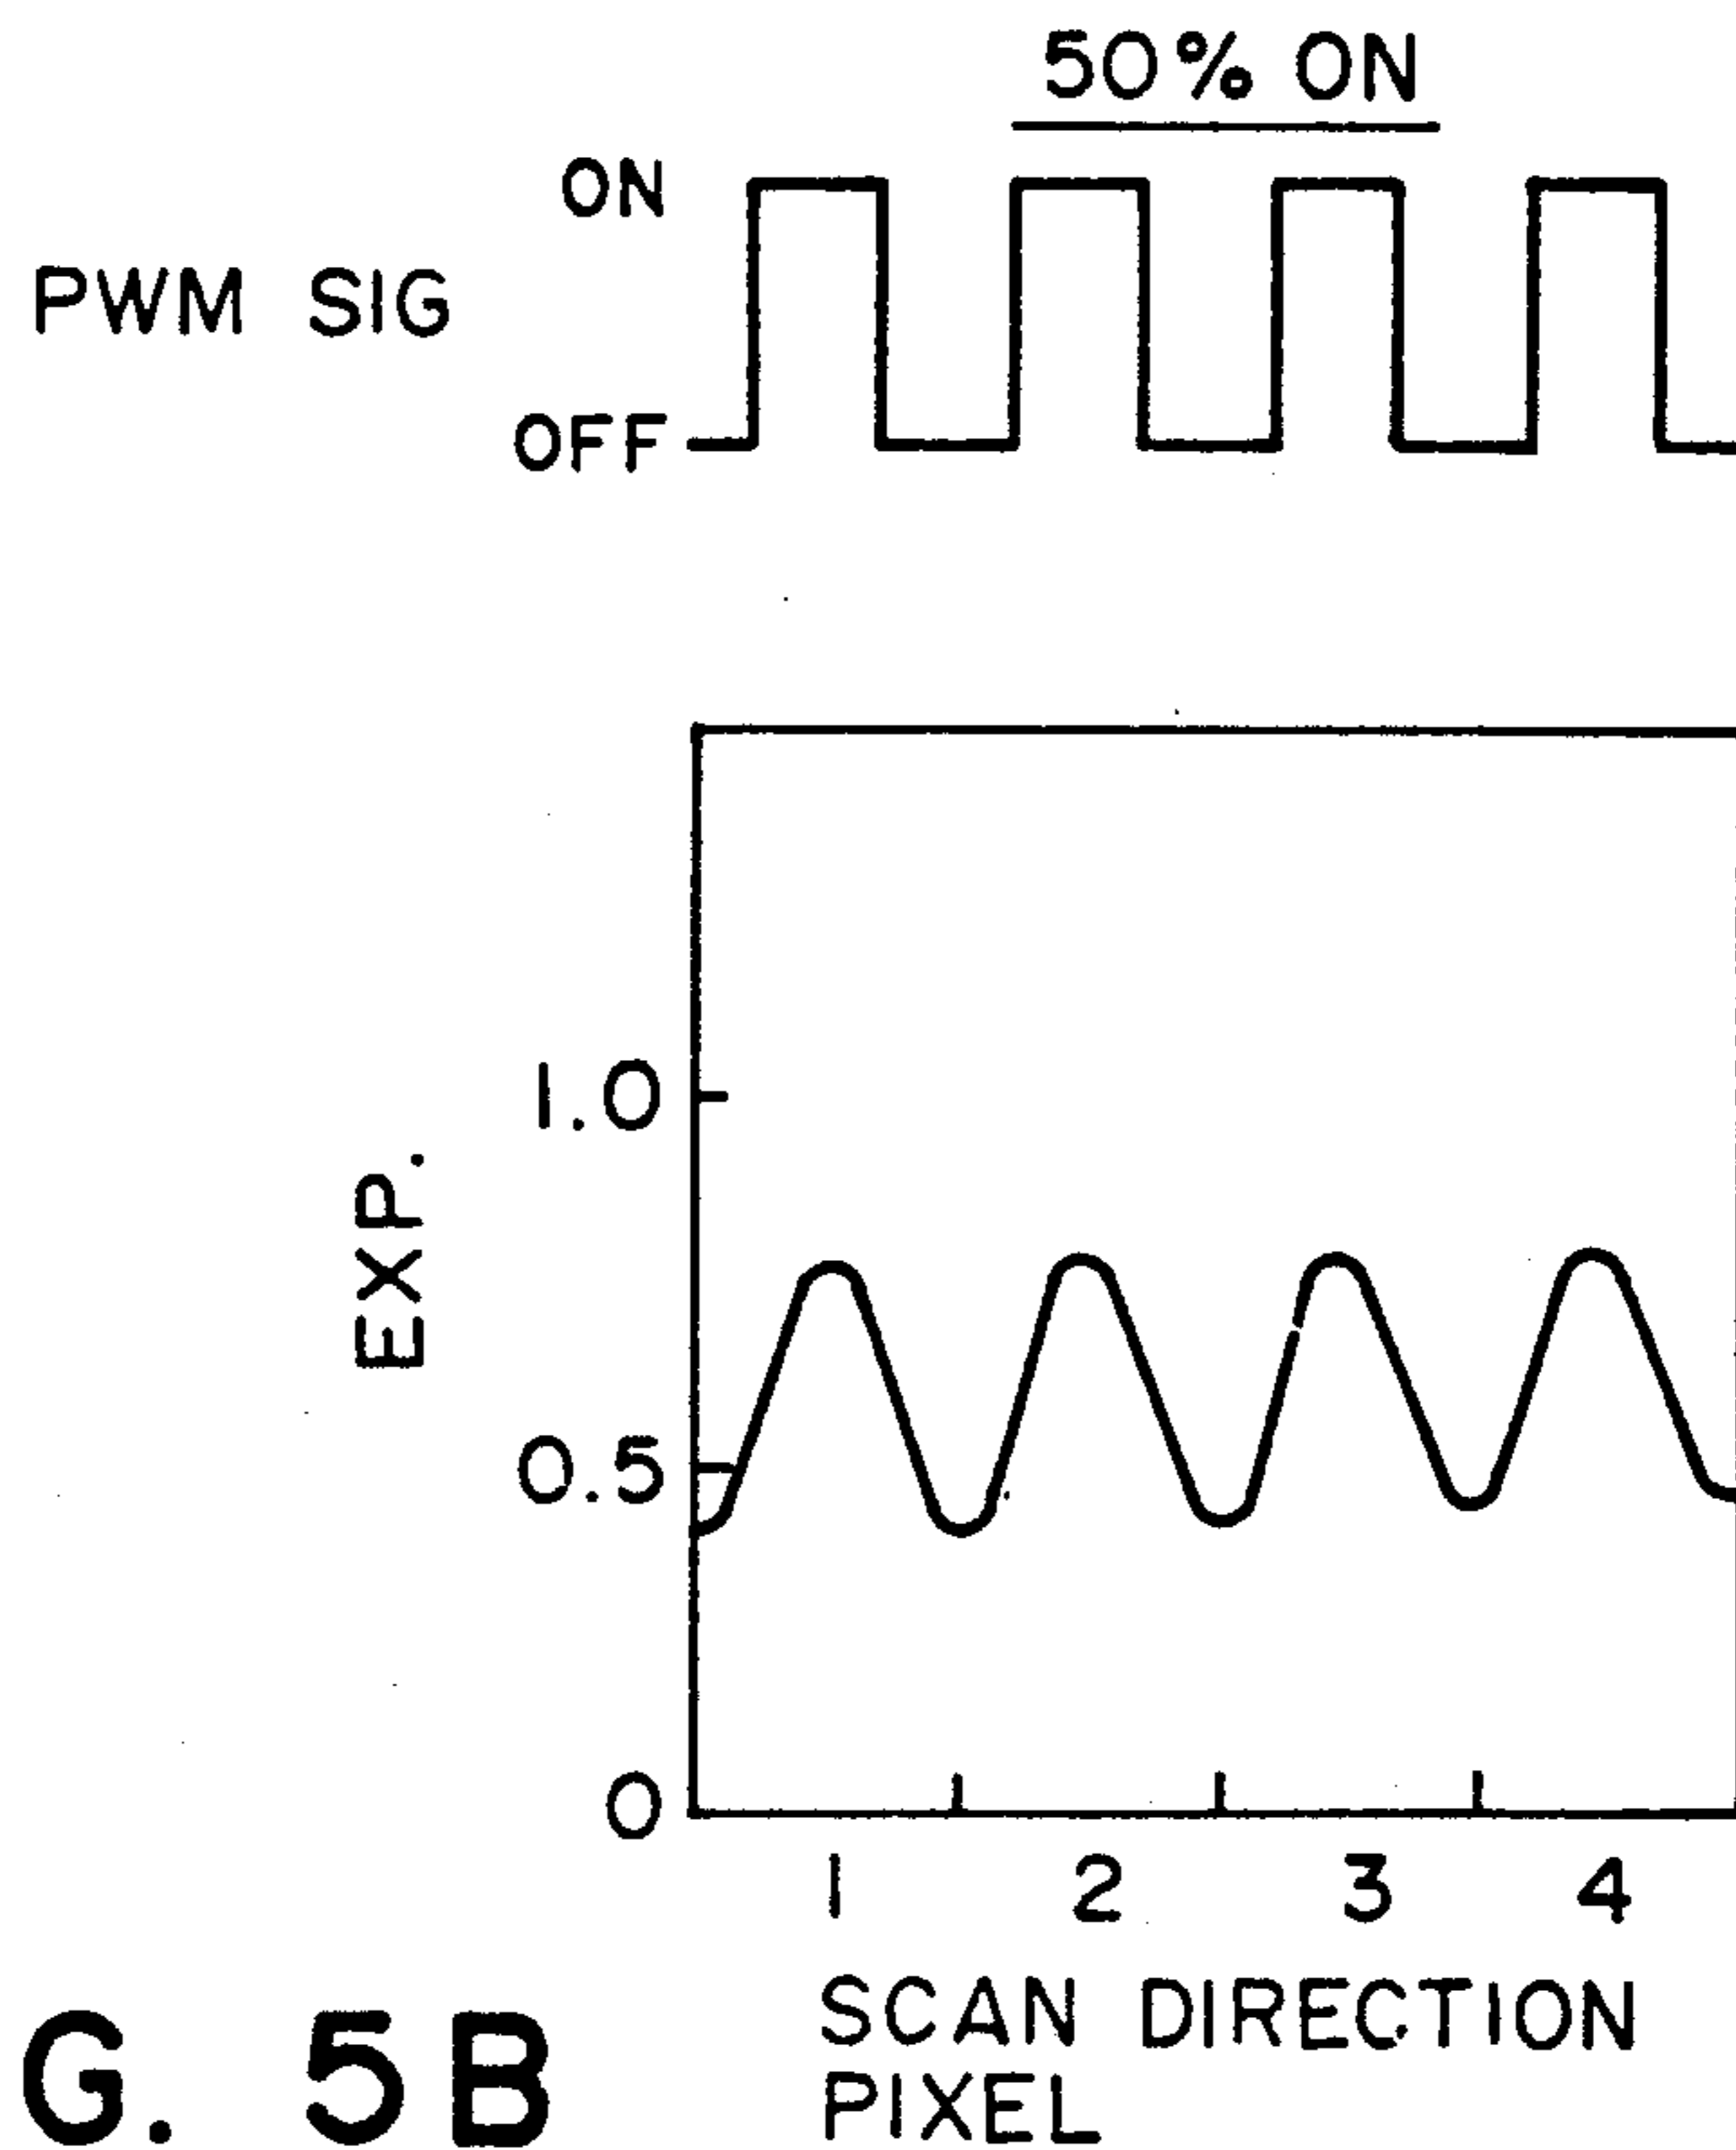 50% ON
ON
PWM SIG
OFF
1.0
EXP.
0.5
0
1 2 3 4
SCAN DIRECTION
PIXEL
G. 5B